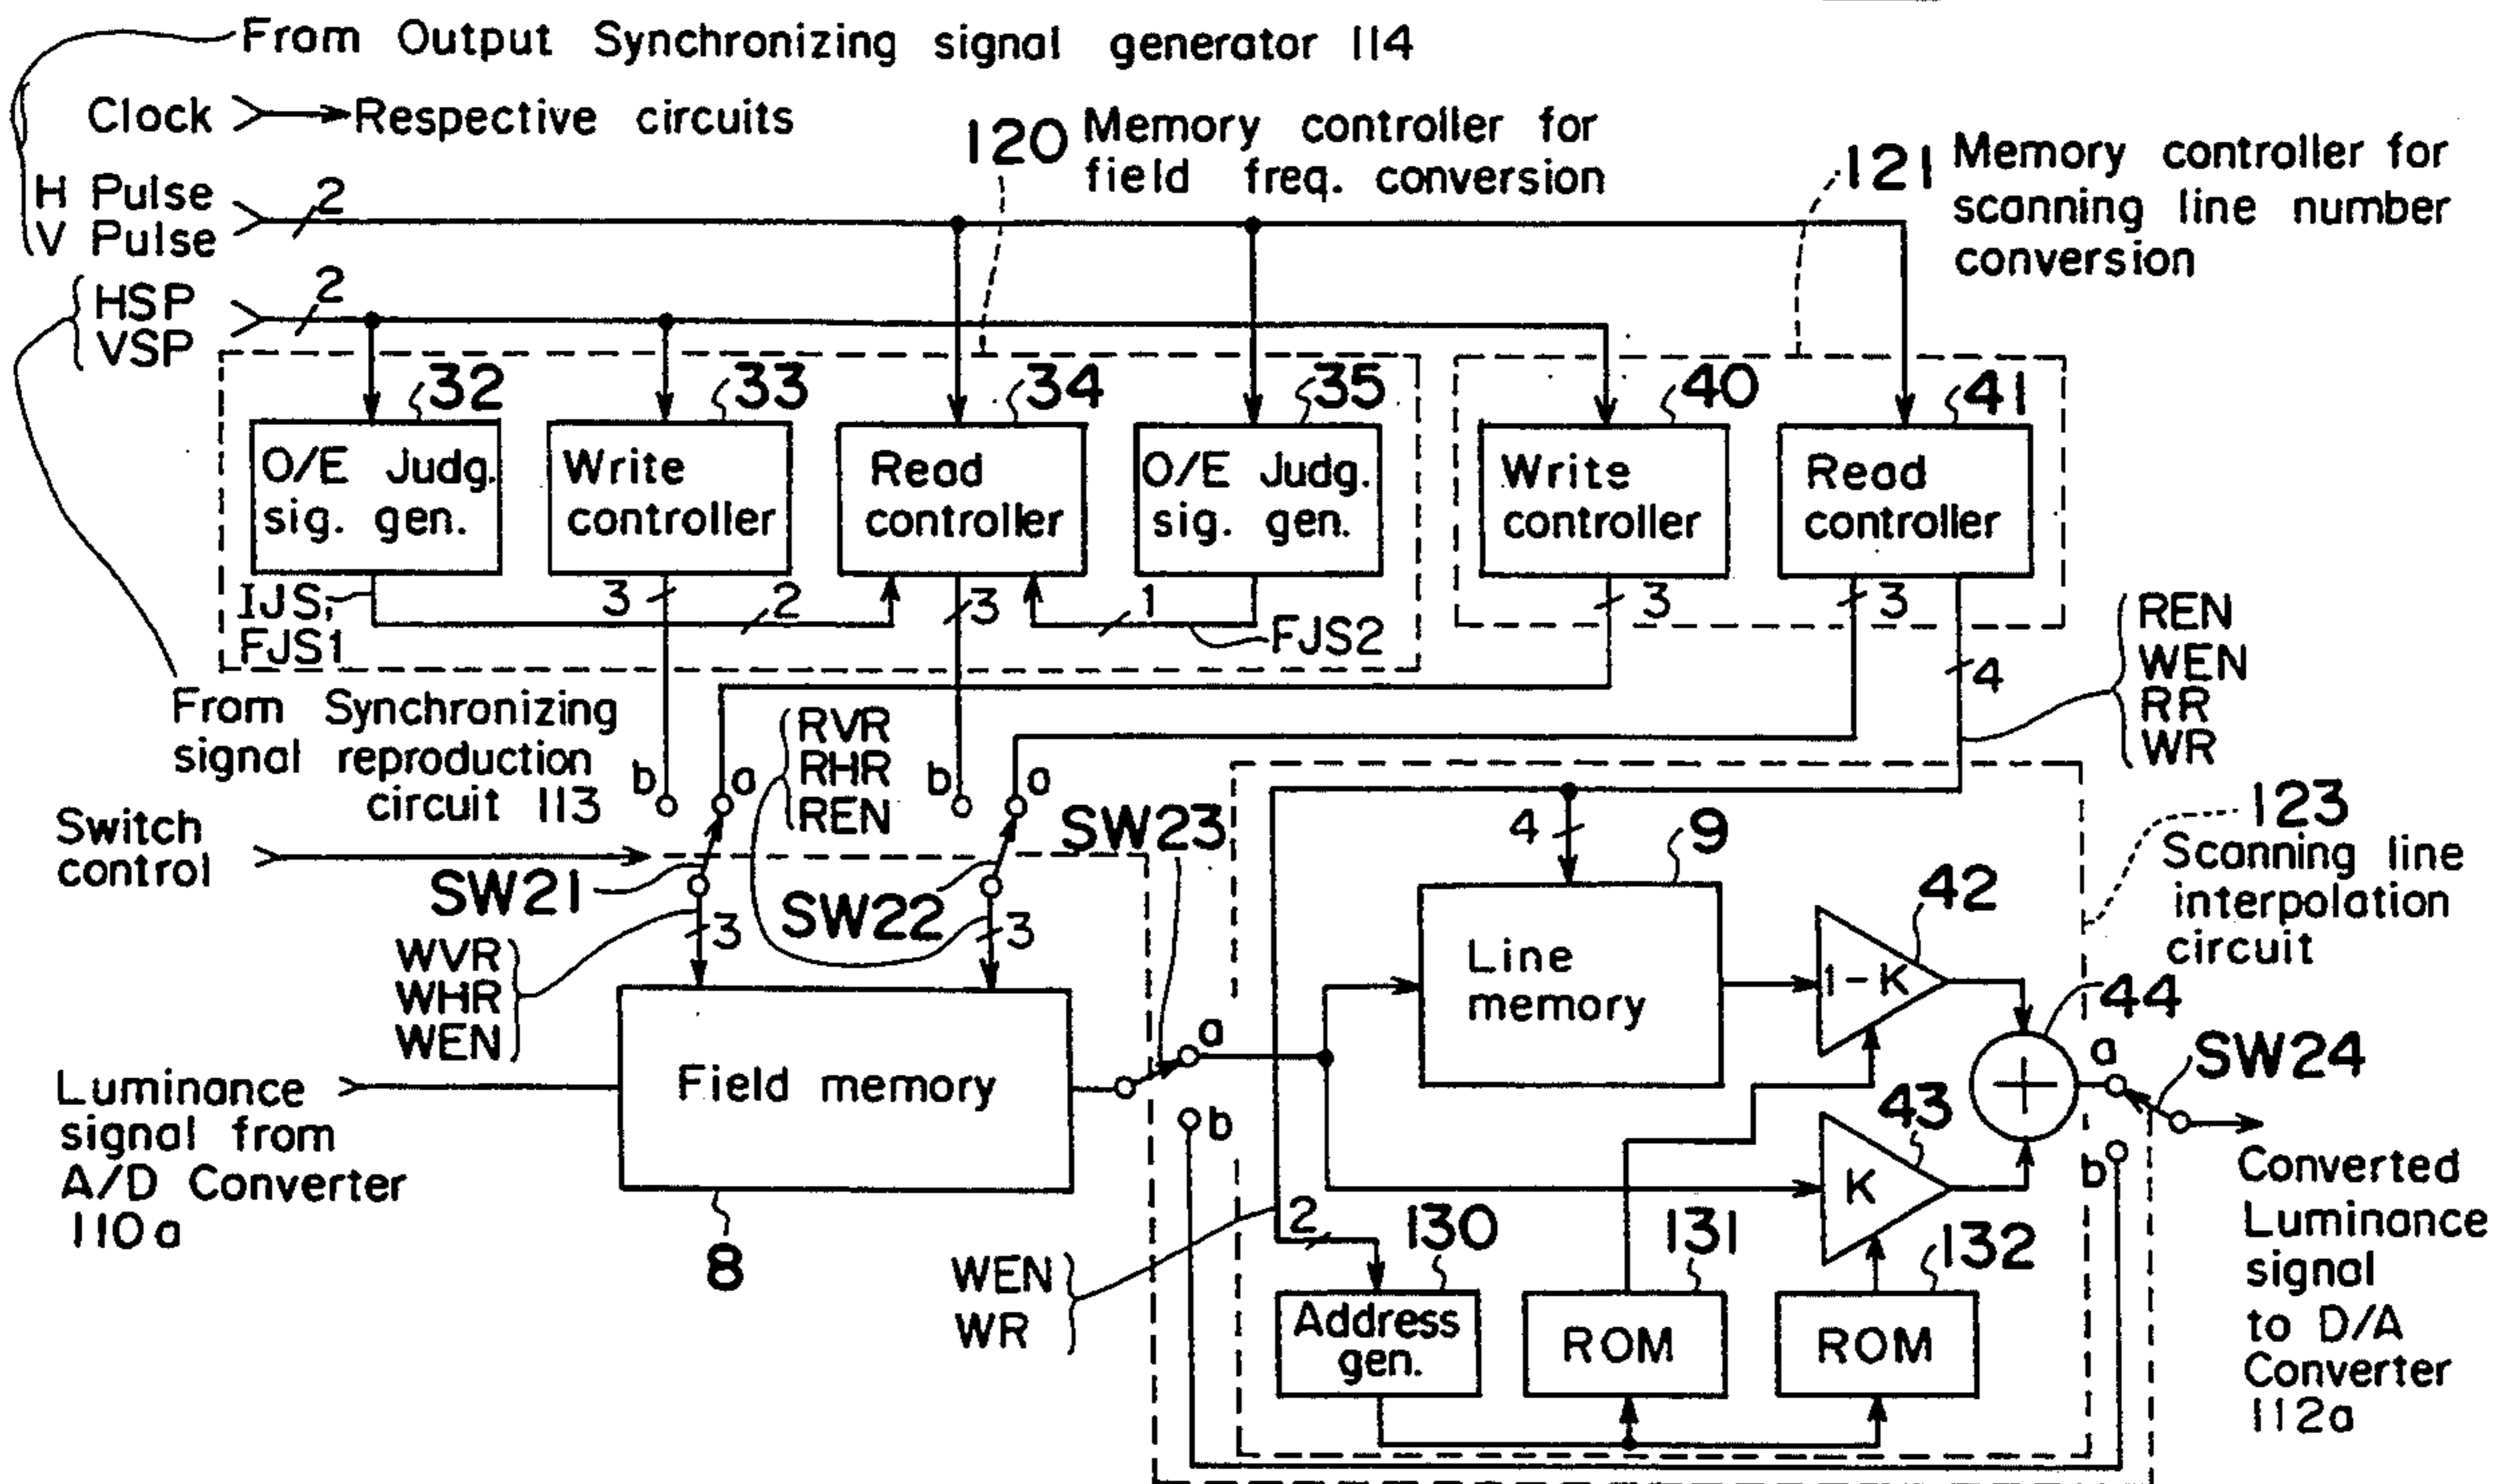 From Output Synchronizing signal generator 114
Clock
Respective circuits
H Pulse
V Pulse
2
HSP
VSP
2
120
Memory controller for
field freq. conversion
121
Memory controller for
scanning line number
conversion
32
33
34
35
40
41
O/E Judg.
sig. gen.
Write
controller
Read
controller
O/E Judg.
sig. gen.
Write
controller
Read
controller
IJS,
FJS1
3
2
3
1
FJS2
3
3
4
REN
WEN
RR
WR
From Synchronizing
signal reproduction
circuit 113
RVR
RHR
REN
b
a
b
a
Switch
control
SW21
SW22
SW23
WVR
WHR
WEN
3
3
4
9
123
Scanning line
interpolation
circuit
Line
memory
42
1-K
44
a
SW24
b
Luminance
signal from
A/D Converter
110a
Field memory
8
a
b
43
K
Converted
Luminance
signal
to D/A
Converter
112a
WEN
WR
2
130
131
132
Address
gen.
ROM
ROM